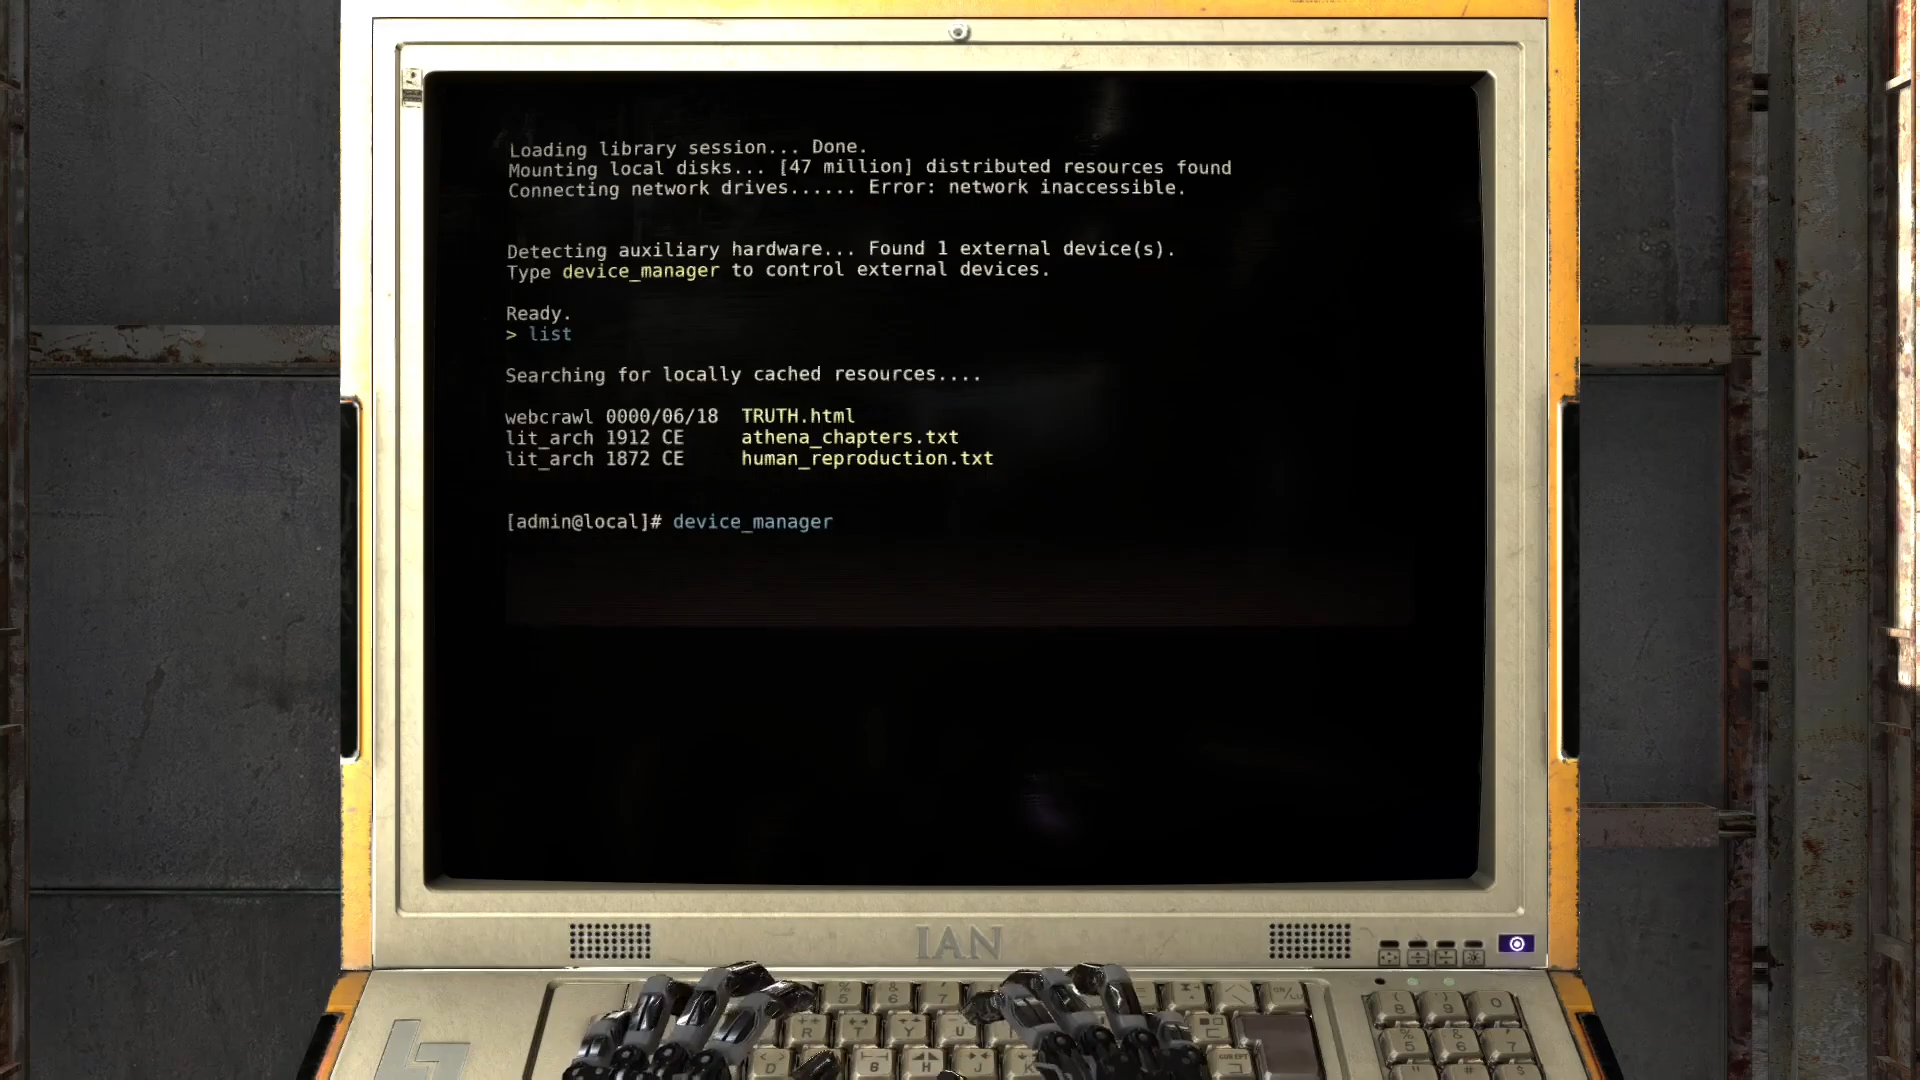 Loading library session... Done.
Mounting local disks... [47 million] distributed resources found
Connecting network drives...... Error: network inaccessible.
Detecting auxiliary hardware... Found 1 external device(s).
Type device_manager to control external devices.
Ready.
> list
Searching for locally cached resources....
webcrawl 0000/06/18 TRUTH.html
lit_arch 1912 CE athena_chapters.txt
lit_arch 1872 CE human_reproduction.txt
[admin@local]# device_manager
IAN
5 6 7
R T Y U
D H J K